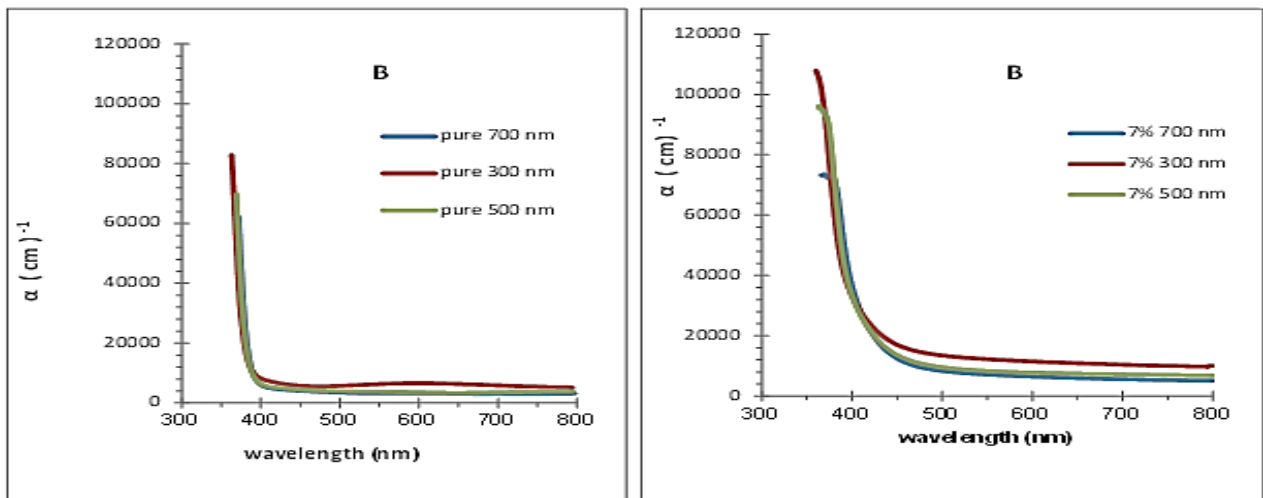 120000
100000
80000
60000
40000
20000
0
α ( cm) -1
B
pure 700 nm
pure 300 nm
pure 500 nm
300 400 500 600 700 800
wavelength (nm)
120000
100000
80000
60000
40000
20000
0
α ( cm) -1
B
7% 700 nm
7% 300 nm
7% 500 nm
300 400 500 600 700 800
wavelength (nm)